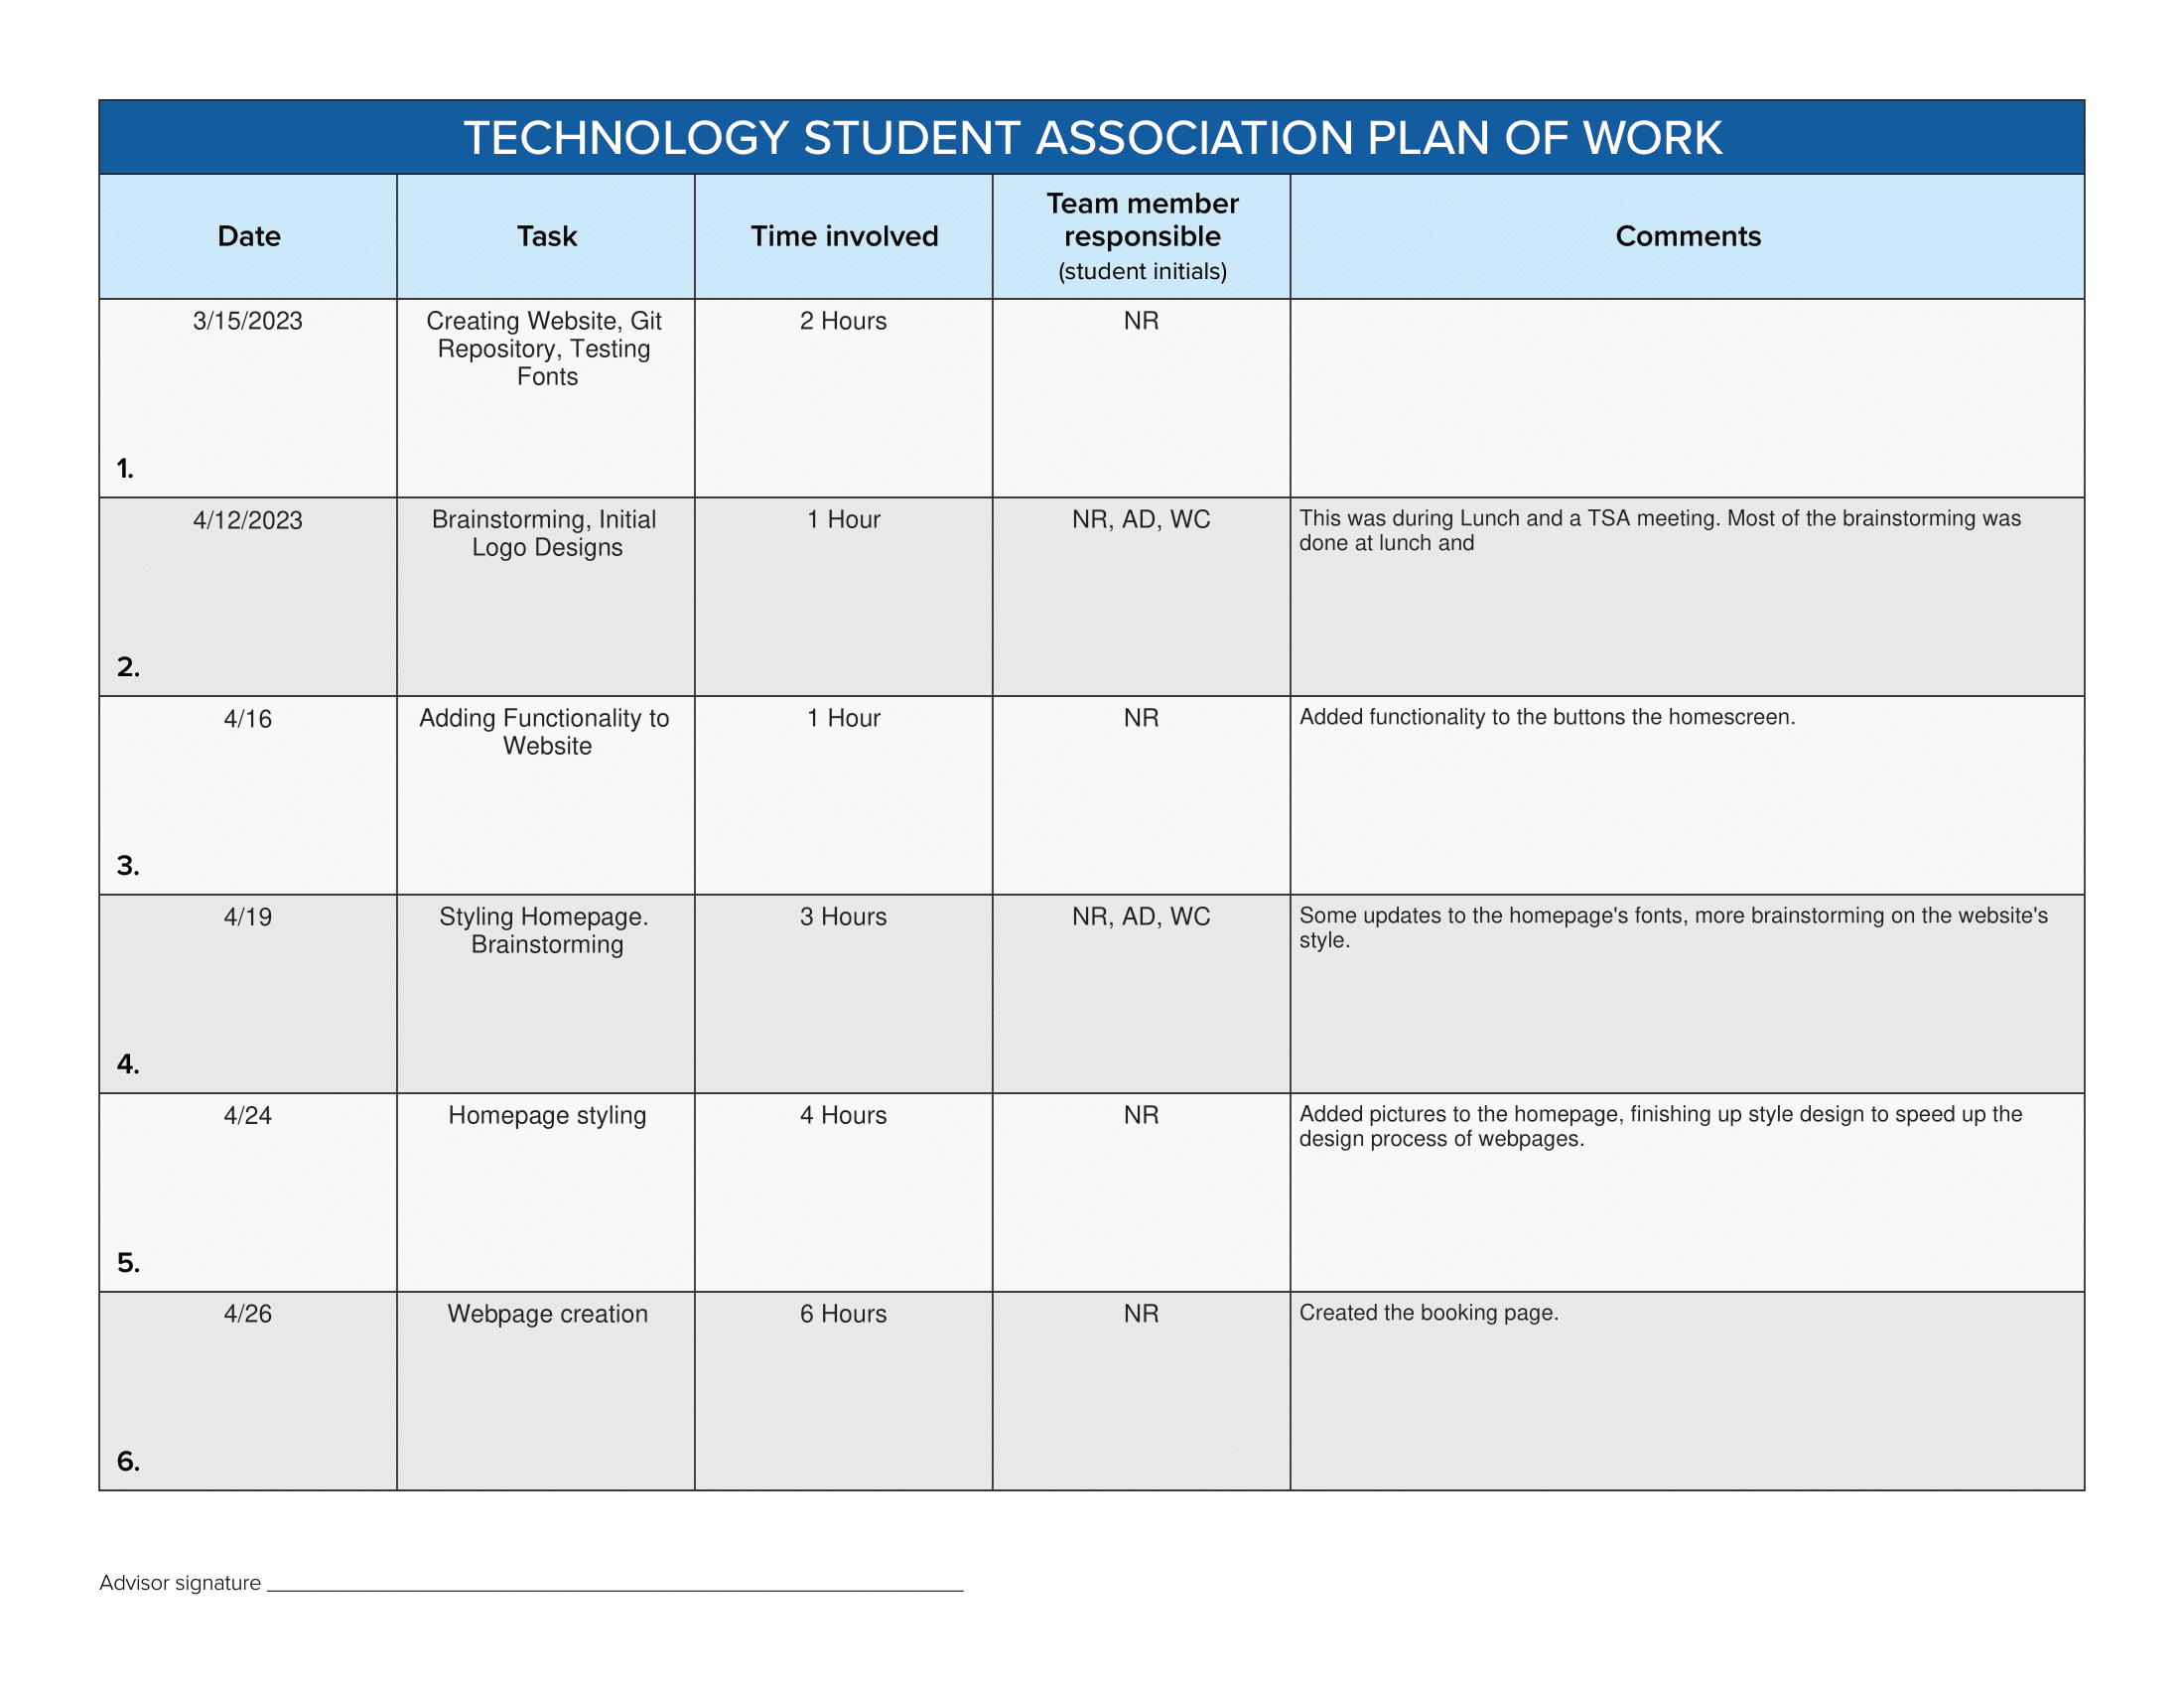 TECHNOLOGY STUDENT ASSOCIATION PLAN OF WORK
Date
Task
Time involved
Team member
responsible
(student initials)
Comments
3/15/2023
Creating Website, Git
Repository, Testing
Fonts
2 Hours
NR
1.
4/12/2023
Brainstorming, Initial
Logo Designs
1 Hour
NR, AD, WC
This was during Lunch and a TSA meeting. Most of the brainstorming was
done at lunch and
2.
4/16
Adding Functionality to
Website
1 Hour
NR
Added functionality to the buttons the homescreen.
3.
4/19
Styling Homepage.
Brainstorming
3 Hours
NR, AD, WC
Some updates to the homepage's fonts, more brainstorming on the website's
style.
4.
4/24
Homepage styling
4 Hours
NR
Added pictures to the homepage, finishing up style design to speed up the
design process of webpages.
5.
4/26
Webpage creation
6 Hours
NR
Created the booking page.
6.
Advisor signature